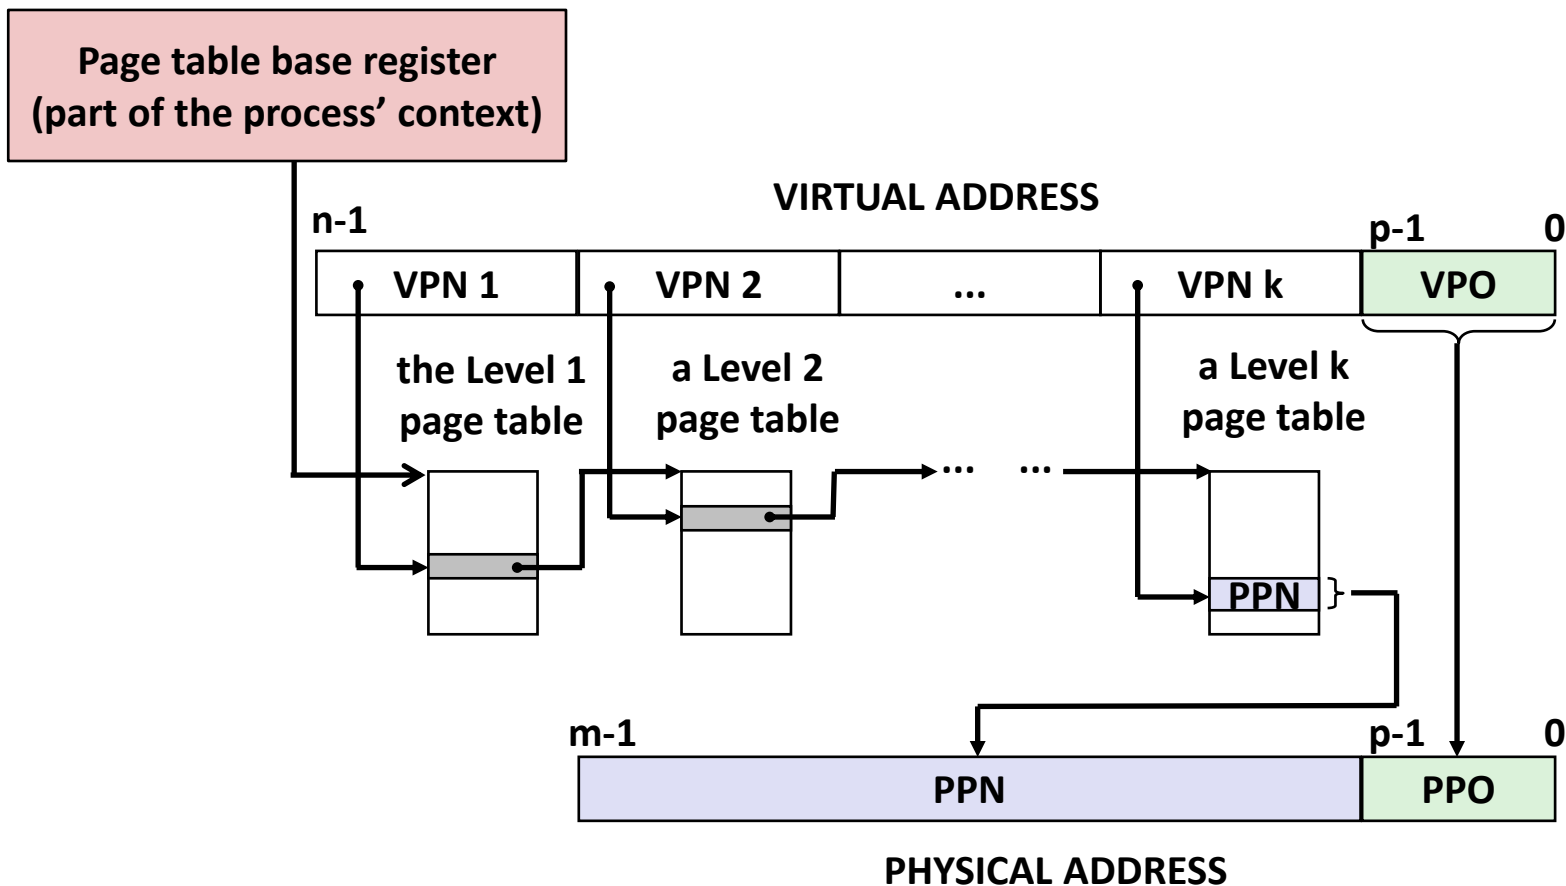 Page table base register
(part of the process’ context)
VIRTUAL ADDRESS
n-1
p-1
0
VPN 1
VPN 2
...
VPN k
VPO
the Level 1
page table
a Level 2
page table
a Level k
page table
... ...
PPN
m-1
p-1
0
PPN
PPO
PHYSICAL ADDRESS